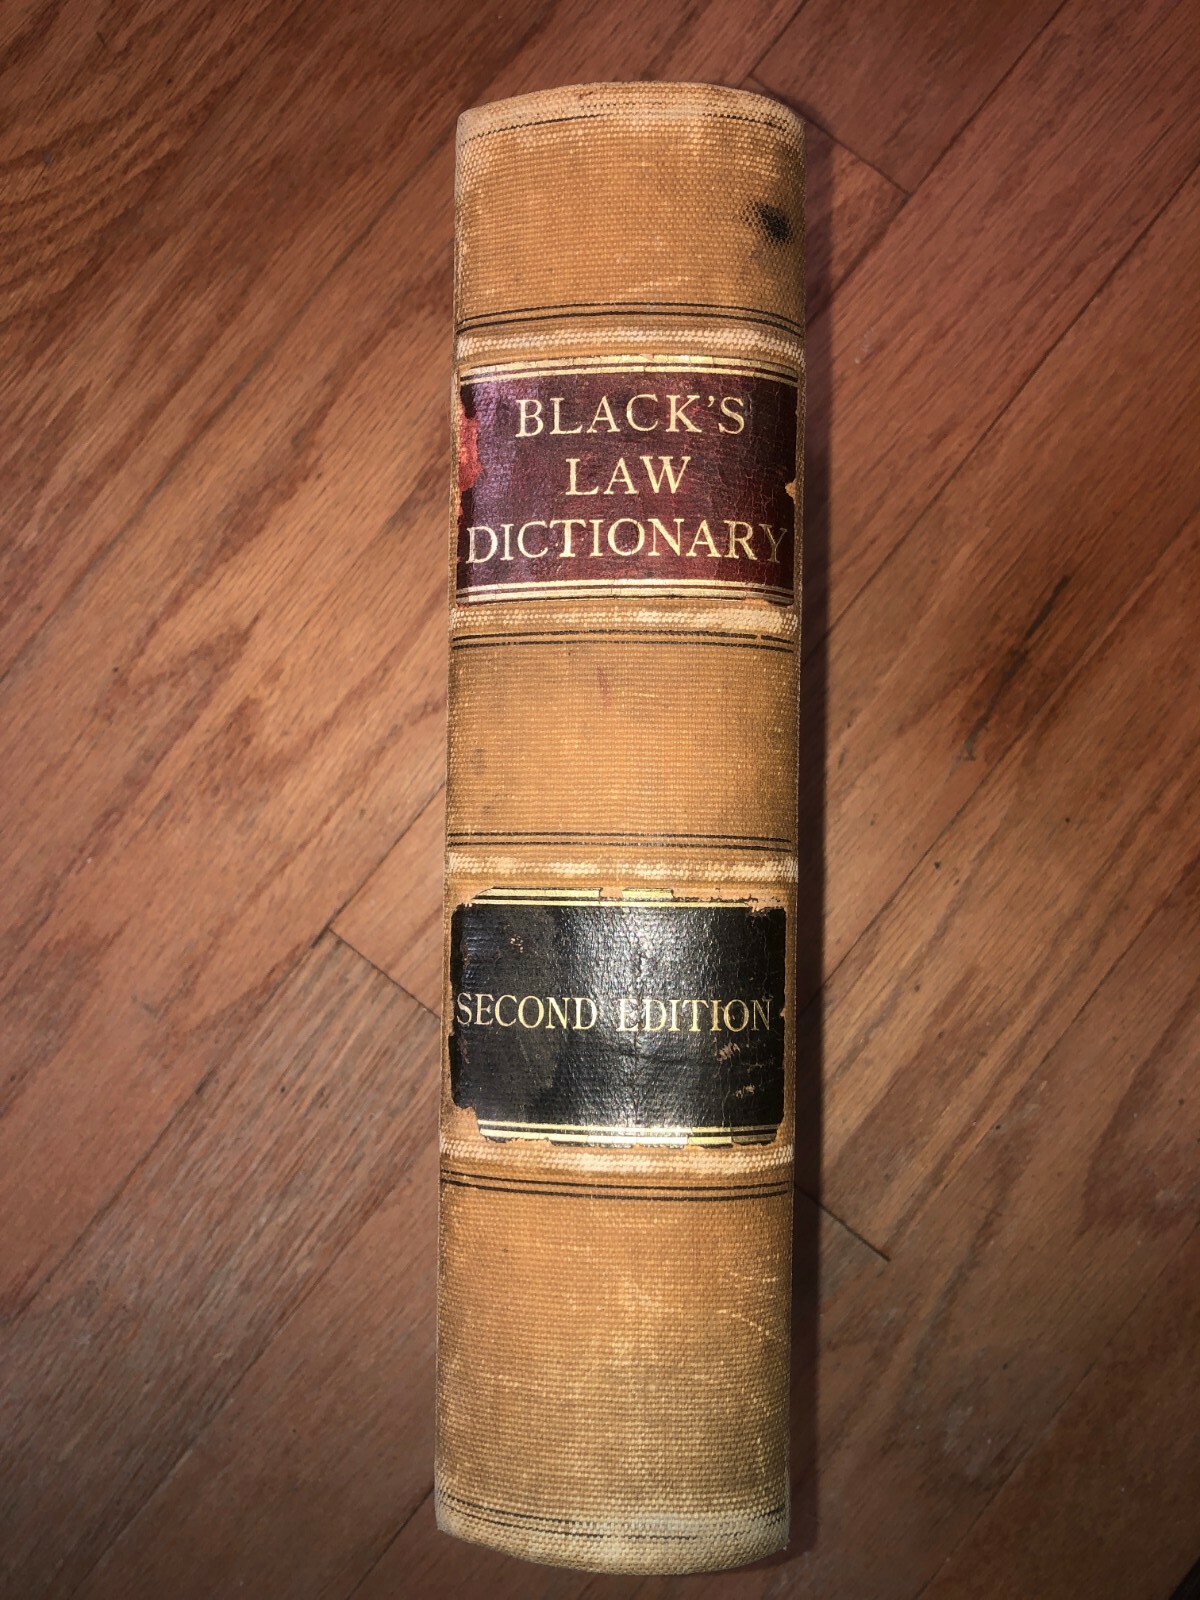 BLACK'S
LAW
DICTIONARY
SECOND EDITION